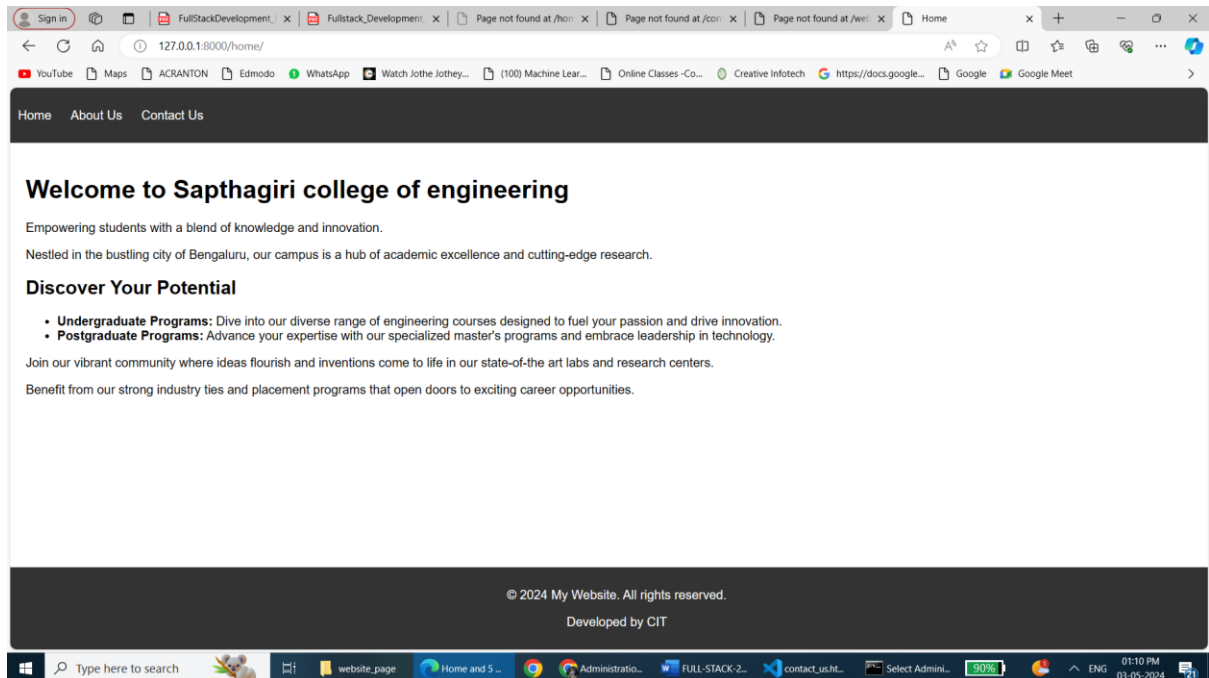 Sign in
FullStackDevelopment_
Fullstack_Development_
Page not found at /hom
Page not found at /con
Page not found at /wel
Home
127.0.0.1:8000/home/
YouTube Maps ACRANTON Edmodo WhatsApp Watch Jothe Jothey... (100) Machine Lear... Online Classes -Co... Creative Infotech https://docs.google... Google Google Meet
Home About Us Contact Us
Welcome to Sapthagiri college of engineering
Empowering students with a blend of knowledge and innovation.
Nestled in the bustling city of Bengaluru, our campus is a hub of academic excellence and cutting-edge research.
Discover Your Potential
• Undergraduate Programs: Dive into our diverse range of engineering courses designed to fuel your passion and drive innovation.
• Postgraduate Programs: Advance your expertise with our specialized master's programs and embrace leadership in technology.
Join our vibrant community where ideas flourish and inventions come to life in our state-of-the art labs and research centers.
Benefit from our strong industry ties and placement programs that open doors to exciting career opportunities.
© 2024 My Website. All rights reserved.
Developed by CIT
Type here to search website_page Home and 5 ... Administratio... FULL-STACK-2... contact_us.ht... Select Admini... 90% ENG 01:10 PM
03-05-2024 21